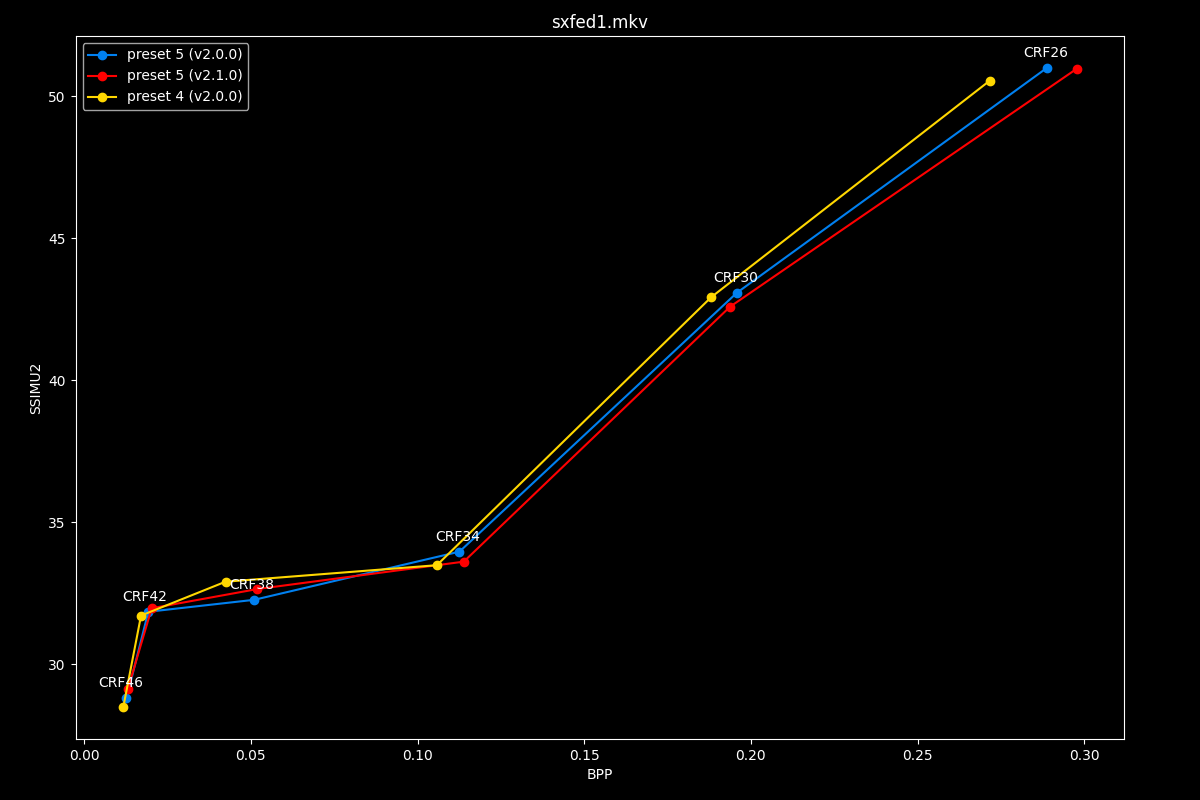 sxfed1.mkv
preset 5 (v2.0.0)
preset 5 (v2.1.0)
preset 4 (v2.0.0)
CRF26
CRF30
CRF34
CRF38
CRF42
CRF46
50
45
40
35
30
SSIMU2
0.00 0.05 0.10 0.15 0.20 0.25 0.30
BPP